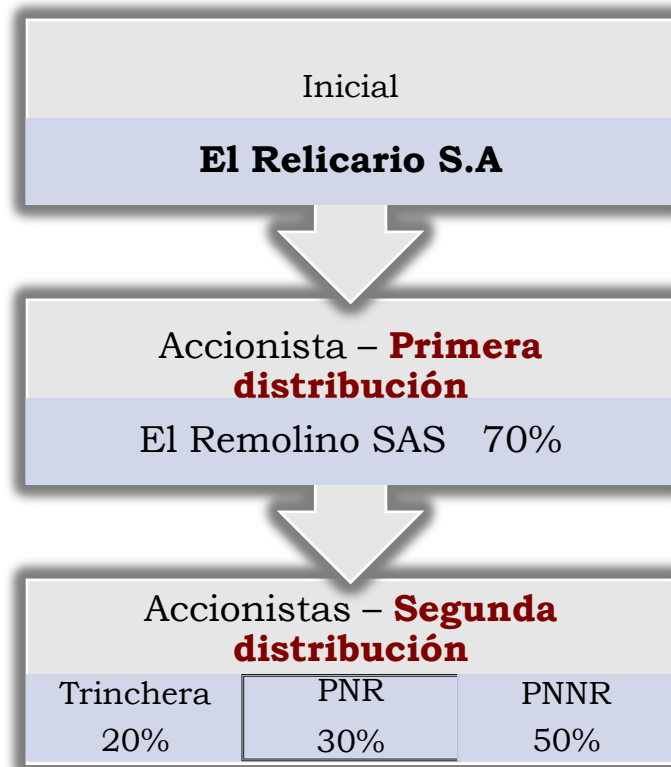 Inicial
El Relicario S.A
Accionista – Primera
distribución
El Remolino SAS 70%
Accionistas – Segunda
distribución
Trinchera PNR PNNR
20% 30% 50%